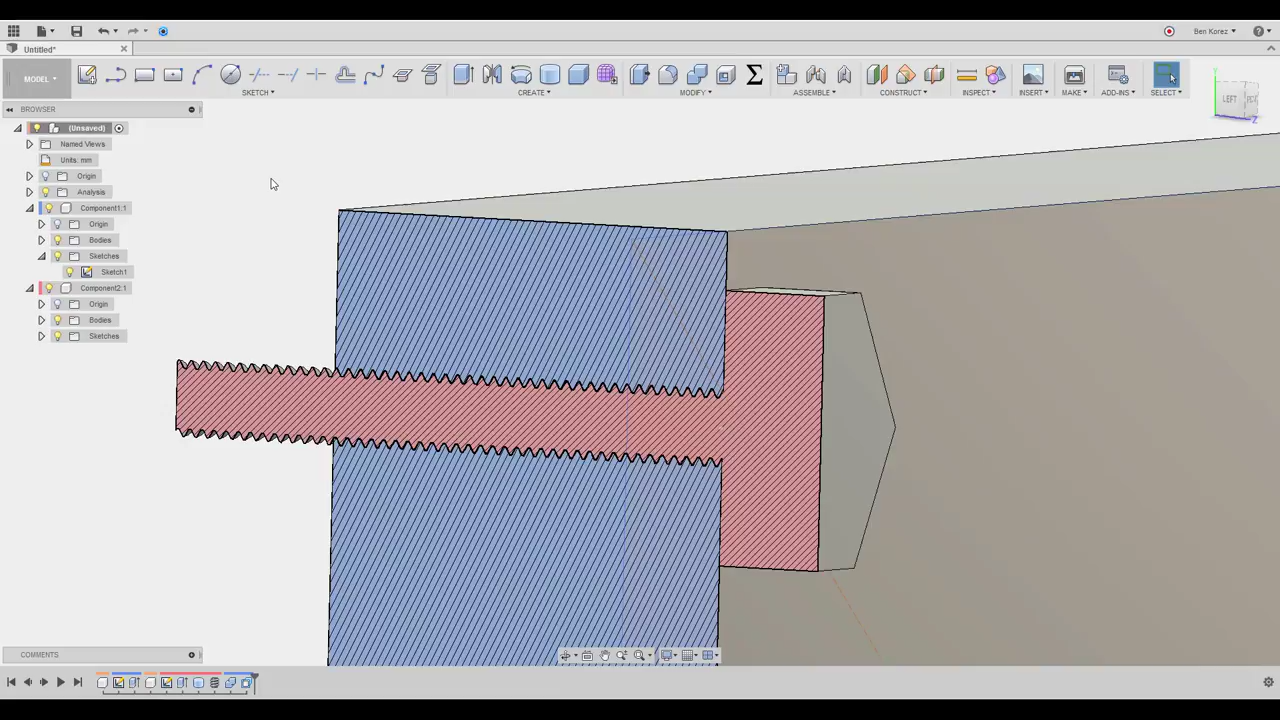 Ben Korez
Untitled*
MODEL
SKETCH
CREATE
MODIFY
ASSEMBLE
CONSTRUCT
INSPECT
INSERT
MAKE
ADD-INS
SELECT
LEFT
Z
BROWSER
(Unsaved)
Named Views
Units: mm
Origin
Analysis
Component1:1
Origin
Bodies
Sketches
Sketch1
Component2:1
Origin
Bodies
Sketches
COMMENTS